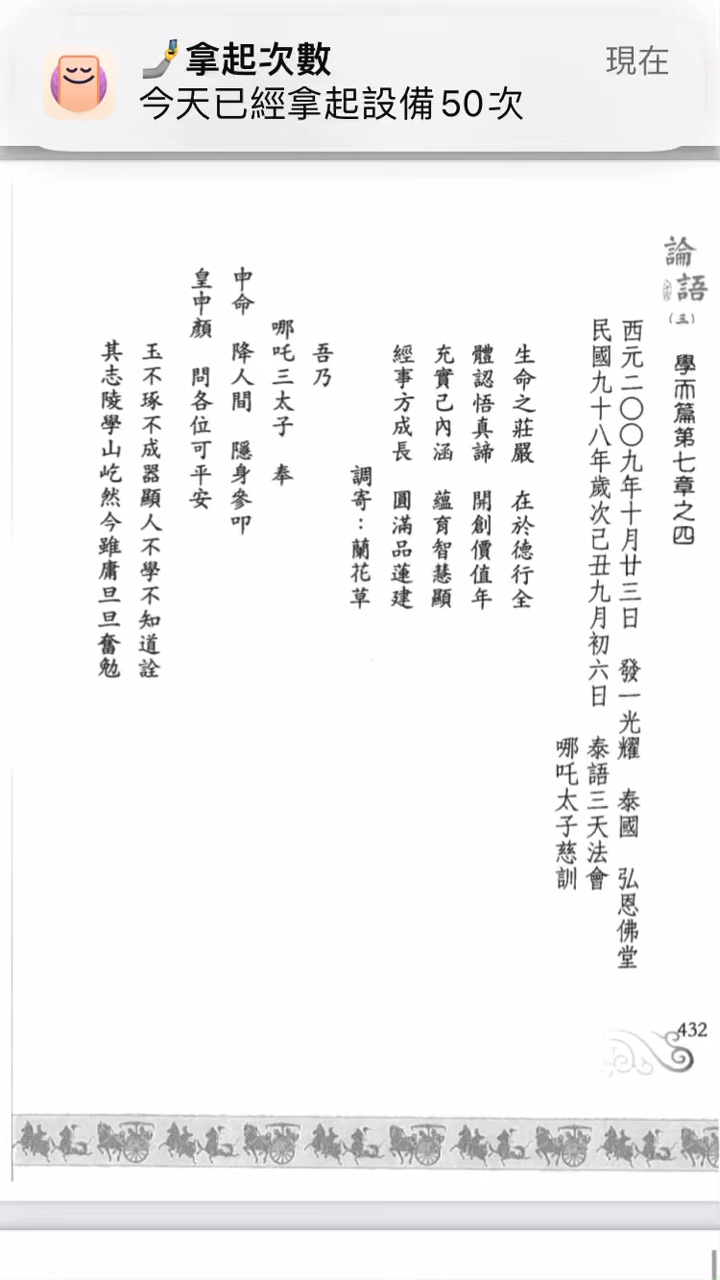 拿起次數
現在
今天已經拿起設備50次
論語
(三)
學而篇第七章之四
西元二〇〇九年十月廿三日 發一光耀 泰國 弘恩佛堂
民國九十八年歲次己丑九月初六日 泰語三天法會
哪吒太子慈訓
生命之莊嚴 在於德行全
體認悟真諦 開創價值年
充實己內涵 蘊育智慧顯
經事方成長 圓滿品蓮建
調寄：蘭花草
吾乃
哪吒三太子 奉
申命 降人間 隱身參叩
皇中顏 問各位可平安
玉不琢不成器顯人不學不知道詮
其志陵學山屹然今雖庸旦旦奮勉
432